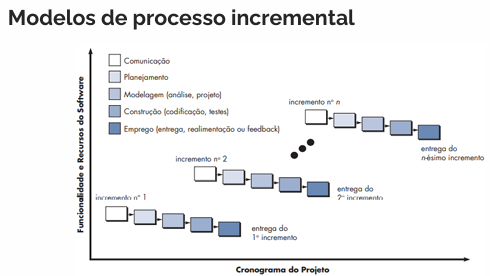 Modelos de processo incremental
Funcionalidade e Recursos do Software
Comunicação
Planejamento
Modelagem (análise, projeto)
Construção (codificação, testes)
Emprego (entrega, realimentação ou feedback)
incremento nº n
entrega do
n-ésimo incremento
incremento nº 2
entrega do
2º incremento
incremento nº 1
entrega do
1º incremento
Cronograma do Projeto